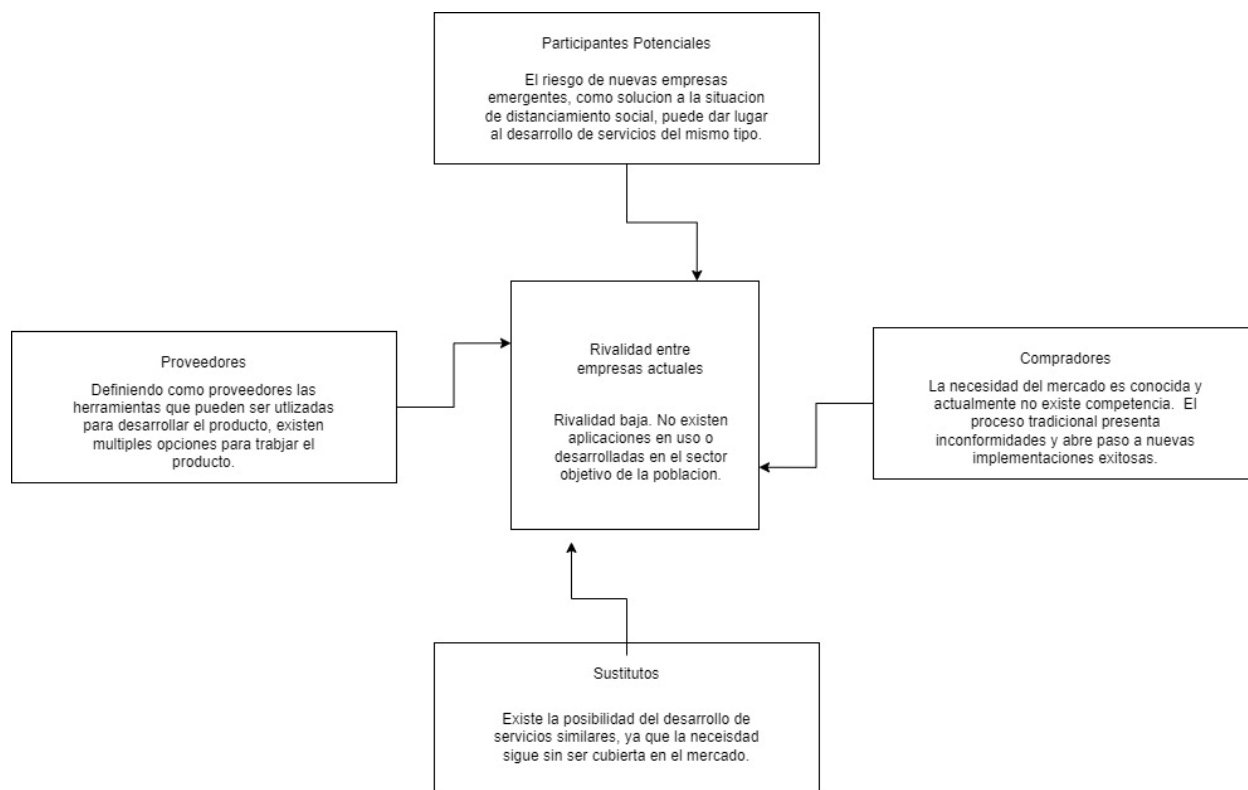 Participantes Potenciales
El riesgo de nuevas empresas
emergentes, como solucion a la situacion
de distanciamiento social, puede dar lugar
al desarrollo de servicios del mismo tipo.
Proveedores
Definiendo como proveedores las
herramientas que pueden ser utlizadas
para desarrollar el producto, existen
multiples opciones para trabjar el
producto.
Rivalidad entre
empresas actuales
Rivalidad baja. No existen
aplicaciones en uso o
desarrolladas en el sector
objetivo de la poblacion.
Compradores
La necesidad del mercado es conocida y
actualmente no existe competencia.  El
proceso tradicional presenta
inconformidades y abre paso a nuevas
implementaciones exitosas.
Sustitutos
Existe la posibilidad del desarrollo de
servicios similares, ya que la neceisdad
sigue sin ser cubierta en el mercado.